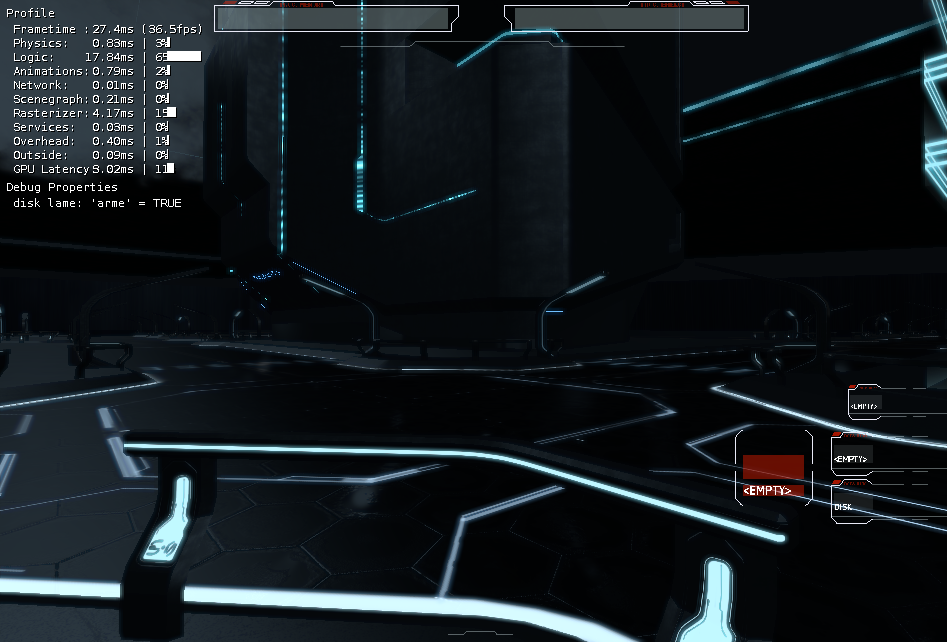 Profile
Frametime : 27.4ms (36.5fps)
Physics: 0.83ms | 3%
Logic: 17.84ms | 65
Animations: 0.79ms | 2%
Network: 0.01ms | 0%
Scenegraph: 0.21ms | 0%
Rasterizer: 4.17ms | 15
Services: 0.03ms | 0%
Overhead: 0.40ms | 1%
Outside: 0.09ms | 0%
GPU Latency 3.02ms | 11
Debug Properties
disk lame: 'arme' = TRUE
<EMPTY>
<EMPTY>
<EMPTY>
DISK